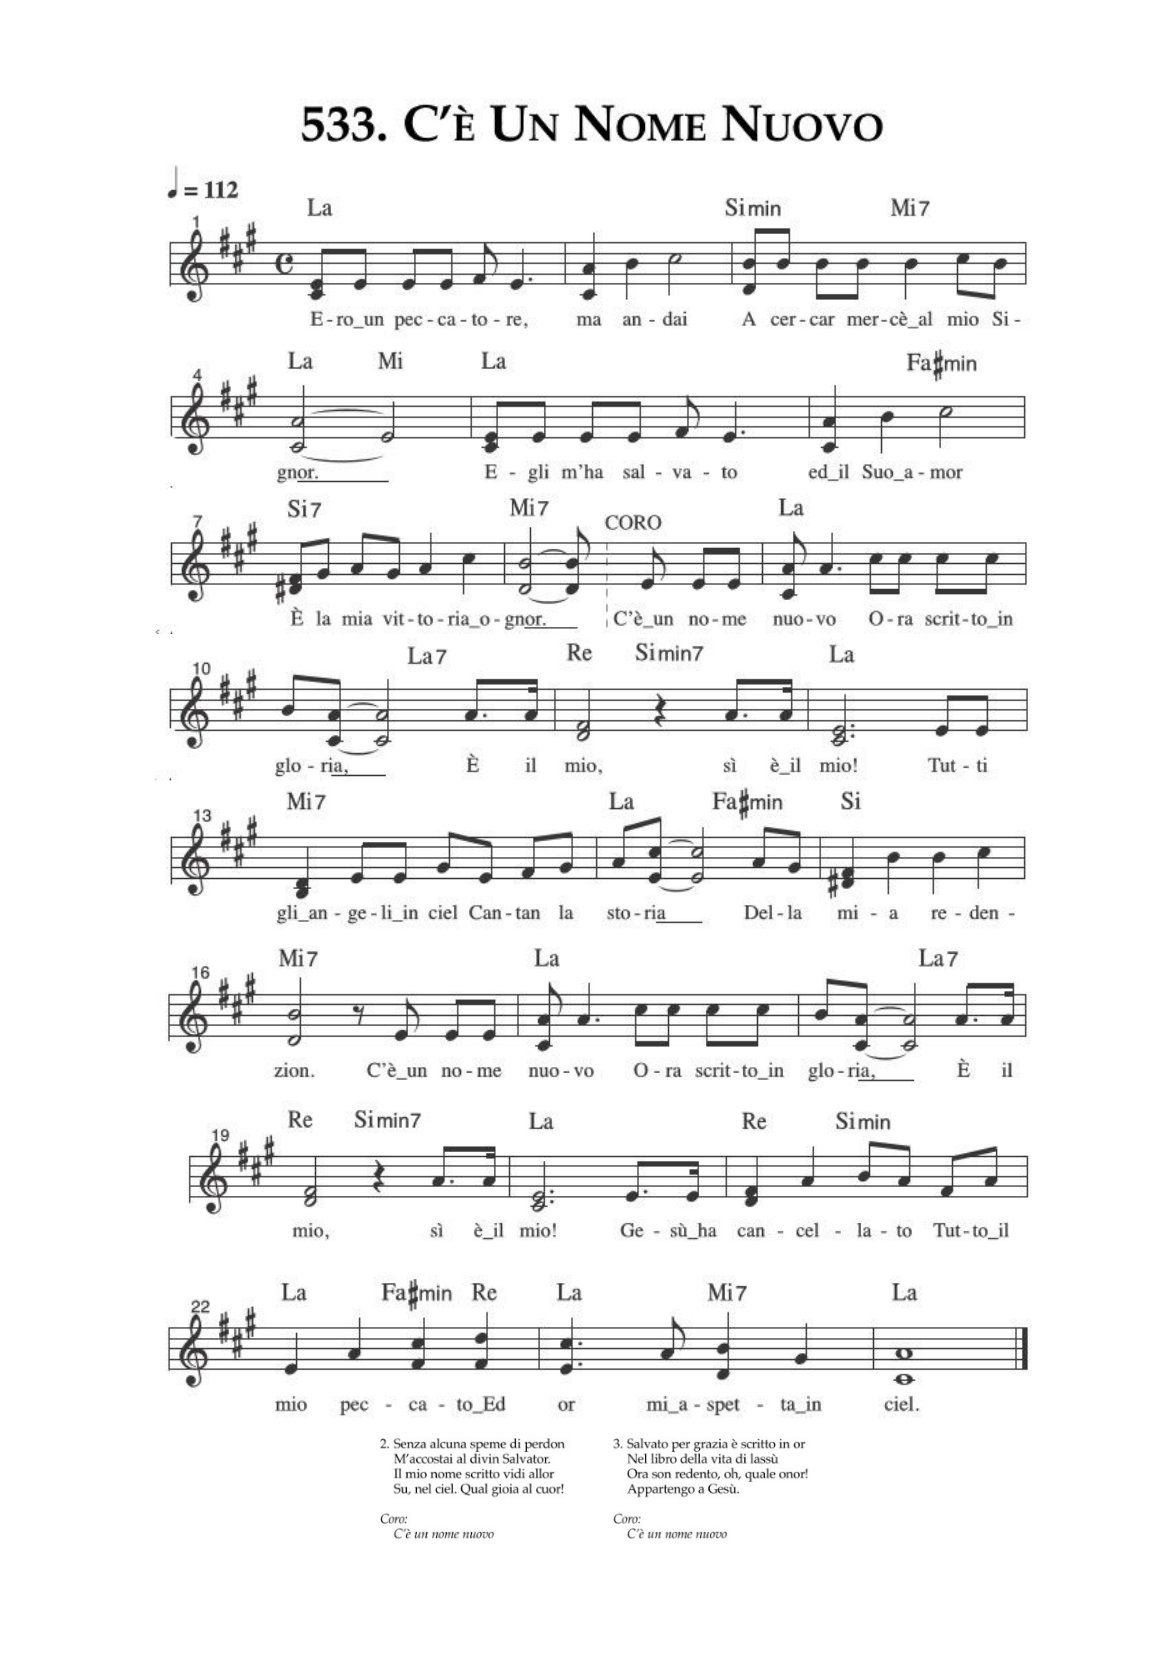 533. C'È UN NOME NUOVO
= 112
La Simin Mi7
1
E-ro_un pec-ca-to-re, ma an-dai A cer-car mer-cè_al mio Si-
La Mi La Fa#min
4
gnor. E-gli m'ha sal-va-to ed_il Suo_a-mor
Si7 Mi7 CORO La
7
È la mia vit-to-ria_o-gnor. C'è_un no-me nuo-vo O-ra scrit-to_in
La7 Re Simin7 La
10
glo-ria, È il mio, sì è_il mio! Tut-ti
Mi7 La Fa#min Si
13
gli_an-ge-li_in ciel Can-tan la sto-ria Del-la mi-a re-den-
Mi7 La La7
16
zion. C'è_un no-me nuo-vo O-ra scrit-to_in glo-ria, È il
Re Simin7 La Re Simin
19
mio, sì è_il mio! Ge-sù_ha can-cel-la-to Tut-to_il
La Fa#min Re La Mi7 La
22
mio pec-ca-to_Ed or mi_a-spet-ta_in ciel.
2. Senza alcuna speme di perdon
M'accostai al divin Salvator.
Il mio nome scritto vidi allor
Su, nel ciel. Qual gioia al cuor!
Coro:
C'è un nome nuovo
3. Salvato per grazia è scritto in or
Nel libro della vita di lassù
Ora son redento, oh, quale onor!
Appartengo a Gesù.
Coro:
C'è un nome nuovo